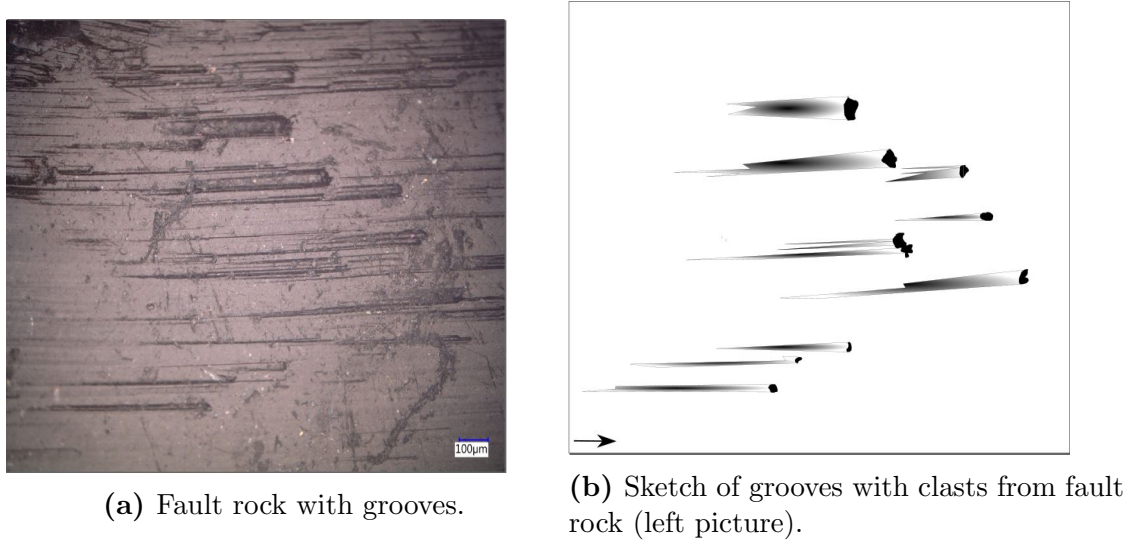 100µm
(a) Fault rock with grooves.
(b) Sketch of grooves with clasts from fault
rock (left picture).